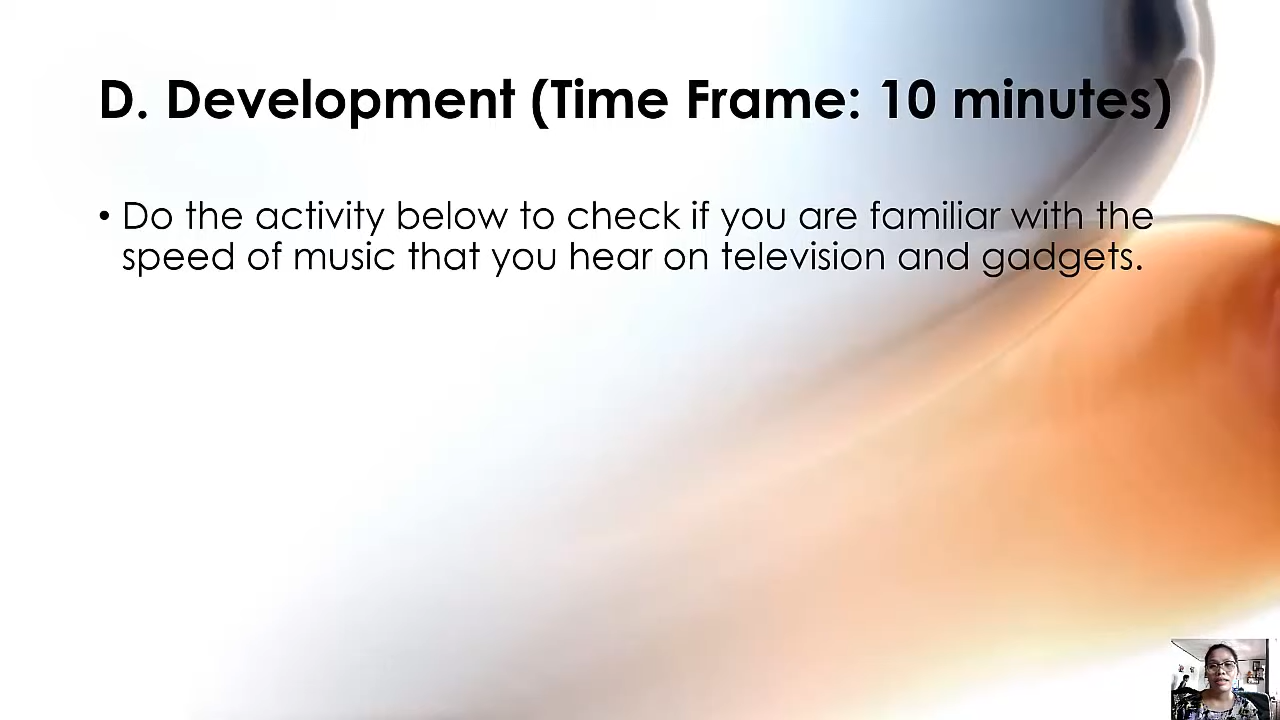 D. Development (Time Frame: 10 minutes)
• Do the activity below to check if you are familiar with the
speed of music that you hear on television and gadgets.